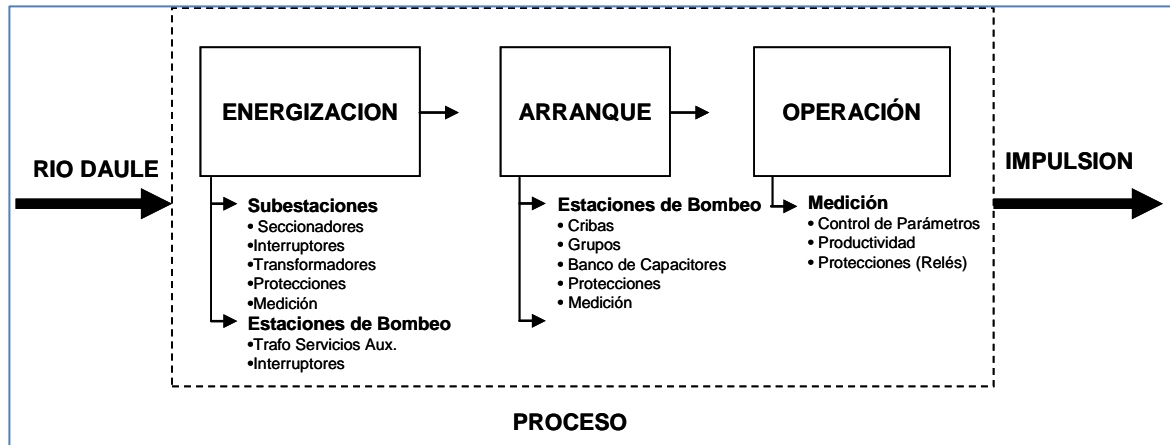 ENERGIZACION
ARRANQUE
OPERACIÓN
RIO DAULE
IMPULSION
Subestaciones
• Seccionadores
•Interruptores
•Transformadores
•Protecciones
•Medición
Estaciones de Bombeo
•Trafo Servicios Aux.
•Interruptores
Estaciones de Bombeo
• Cribas
• Grupos
• Banco de Capacitores
• Protecciones
• Medición
Medición
• Control de Parámetros
• Productividad
• Protecciones (Relés)
PROCESO